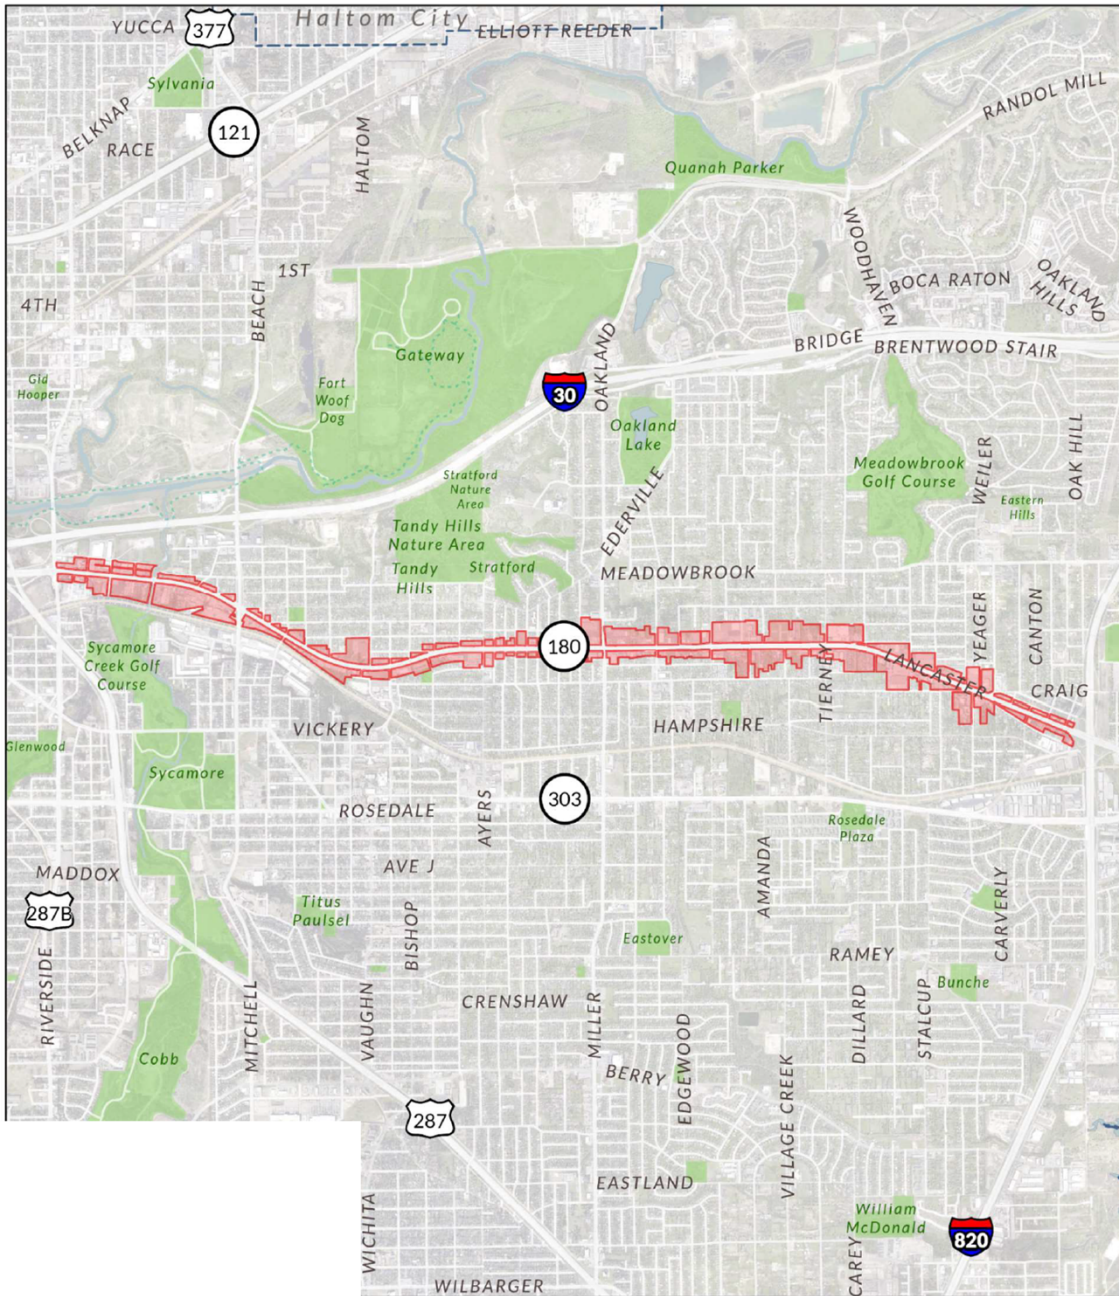 Haltom City
YUCCA
377
ELLIOTT REEDER
Sylvania
RANDOL MILL
BELKNAP
121
RACE
HALTOM
Quanah Parker
WOODHAVEN
1ST
BOCA RATON
OAKLAND
HILLS
4TH
BEACH
BRIDGE
BRENTWOOD STAIR
Gateway
OAKLAND
Gid
Hooper
Fort
Woof
Dog
30
Oakland
Lake
Meadowbrook
Golf Course
WEILER
OAK HILL
Stratford
Nature
Area
Eastern
Hills
EDERVILLE
Tandy Hills
Nature Area
Tandy
Hills
Stratford
MEADOWBROOK
Sycamore
Creek Golf
Course
180
YEAGER
CANTON
TIERNEY
LANCASTER
CRAIG
VICKERY
HAMPSHIRE
Glenwood
Sycamore
303
ROSEDALE
AYERS
Rosedale
Plaza
MADDOX
AVE J
AMANDA
287B
Titus
Paulsel
BISHOP
Eastover
CARVERLY
RAMEY
RIVERSIDE
MITCHELL
VAUGHN
CRENSHAW
MILLER
Bunche
DILLARD
STALCUP
Cobb
EDGEWOOD
BERRY
VILLAGE CREEK
287
EASTLAND
William
McDonald
820
WICHITA
CAREY
WILBARGER